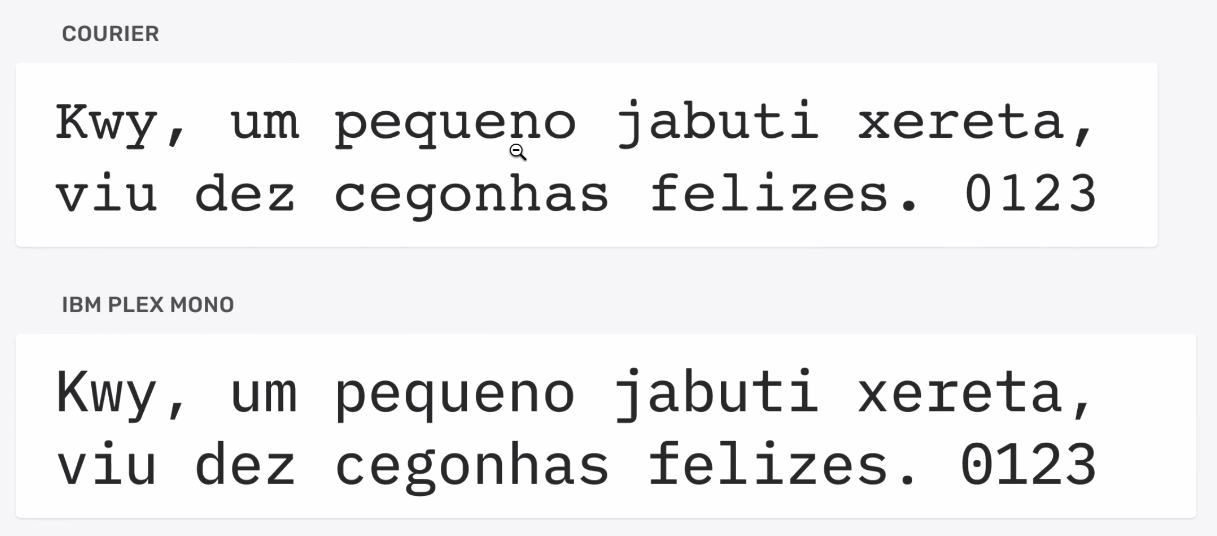 COURIER
Kwy, um pequeno jabuti xereta,
viu dez cegonhas felizes. 0123
IBM PLEX MONO
Kwy, um pequeno jabuti xereta,
viu dez cegonhas felizes. 0123